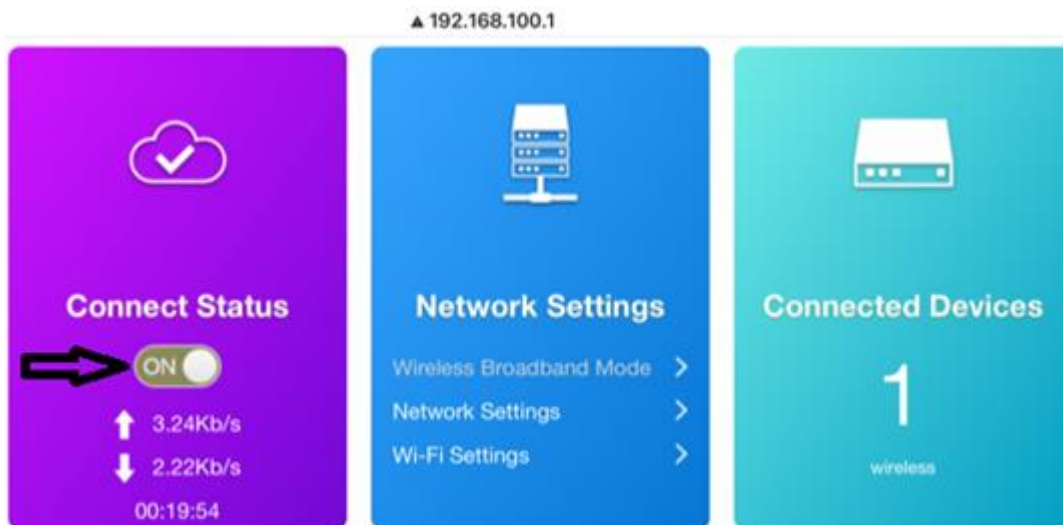 192.168.100.1
Connect Status
ON
3.24Kb/s
2.22Kb/s
00:19:54
Network Settings
Wireless Broadband Mode
Network Settings
Wi-Fi Settings
Connected Devices
1
wireless